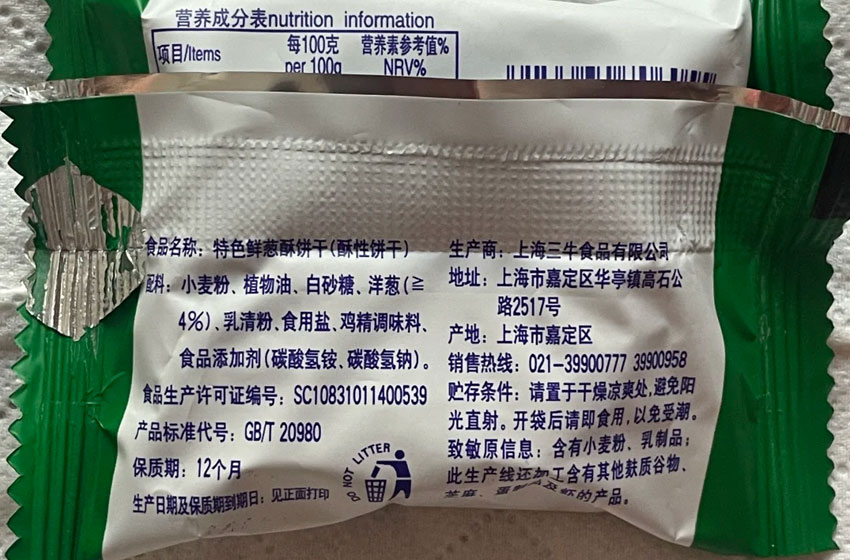 营养成分表nutrition information
项目/Items 每100克 per 100g 营养素参考值% NRV%
食品名称：特色鲜葱酥饼干(酥性饼干)
配料：小麦粉、植物油、白砂糖、洋葱(≧
4%)、乳清粉、食用盐、鸡精调味料、
食品添加剂(碳酸氢铵、碳酸氢钠)。
食品生产许可证编号：SC10831011400539
产品标准代号：GB/T 20980
保质期：12个月
生产日期及保质期到期日：见正面打印
DO NOT LITTER
生产商：上海三牛食品有限公司
地址：上海市嘉定区华亭镇高石公
路2517号
产地：上海市嘉定区
销售热线：021-39900777 39900958
贮存条件：请置于干燥凉爽处,避免阳
光直射。开袋后请即食用,以免受潮。
致敏原信息：含有小麦粉、乳制品；
此生产线还加工含有其他麸质谷物、
的产品。